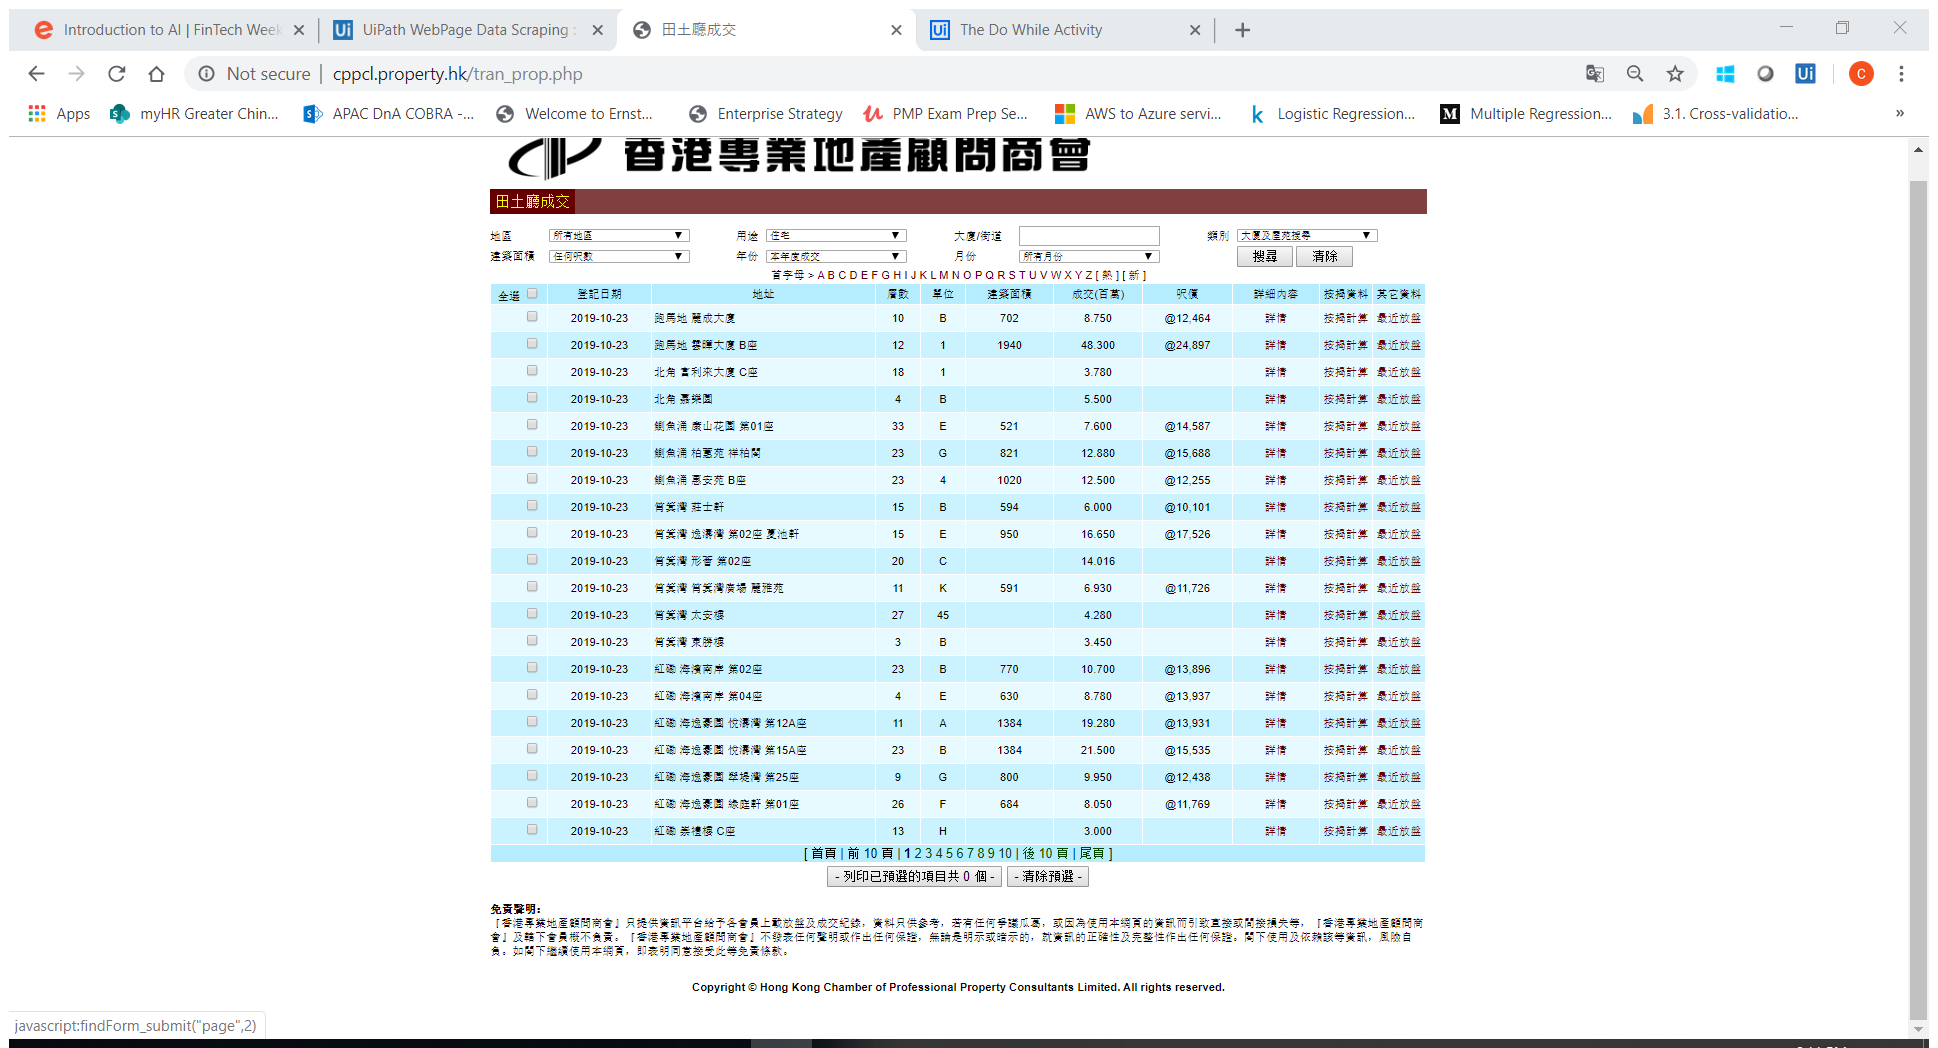 Introduction to AI | FinTech Week
UiPath WebPage Data Scraping :
田土廳成交
The Do While Activity
Not secure | cppcl.property.hk/tran_prop.php
Apps myHR Greater Chin... APAC DnA COBRA -... Welcome to Ernst... Enterprise Strategy PMP Exam Prep Se... AWS to Azure servi... Logistic Regression... Multiple Regression... 3.1. Cross-validatio... »
香港專業地產顧問商會
田土廳成交
地區 所有地區 用途 住宅 大廈/街道 類別 大廈及屋苑搜尋
建築面積 任何呎數 年份 本年度成交 月份 所有月份 搜尋 清除
首字母 > A B C D E F G H I J K L M N O P Q R S T U V W X Y Z [ 熱 ] [ 新 ]
全選 登記日期 地址 層數 單位 建築面積 成交(百萬) 呎價 詳細內容 按揭資料 其它資料
2019-10-23 跑馬地 麗成大廈 10 B 702 8.750 @12,464 詳情 按揭計算 最近放盤
2019-10-23 跑馬地 雲暉大廈 B座 12 1 1940 48.300 @24,897 詳情 按揭計算 最近放盤
2019-10-23 北角 富利來大廈 C座 18 1 3.780 詳情 按揭計算 最近放盤
2019-10-23 北角 嘉樂園 4 B 5.500 詳情 按揭計算 最近放盤
2019-10-23 鰂魚涌 康山花園 第01座 33 E 521 7.600 @14,587 詳情 按揭計算 最近放盤
2019-10-23 鰂魚涌 柏蕙苑 祥柏閣 23 G 821 12.880 @15,688 詳情 按揭計算 最近放盤
2019-10-23 鰂魚涌 惠安苑 B座 23 4 1020 12.500 @12,255 詳情 按揭計算 最近放盤
2019-10-23 筲箕灣 莊士軒 15 B 594 6.000 @10,101 詳情 按揭計算 最近放盤
2019-10-23 筲箕灣 逸濤灣 第02座 夏池軒 15 E 950 16.650 @17,526 詳情 按揭計算 最近放盤
2019-10-23 筲箕灣 形薈 第02座 20 C 14.016 詳情 按揭計算 最近放盤
2019-10-23 筲箕灣 筲箕灣廣場 麗雅苑 11 K 591 6.930 @11,726 詳情 按揭計算 最近放盤
2019-10-23 筲箕灣 太安樓 27 45 4.280 詳情 按揭計算 最近放盤
2019-10-23 筲箕灣 東勝樓 3 B 3.450 詳情 按揭計算 最近放盤
2019-10-23 紅磡 海濱南岸 第02座 23 B 770 10.700 @13,896 詳情 按揭計算 最近放盤
2019-10-23 紅磡 海濱南岸 第04座 4 E 630 8.780 @13,937 詳情 按揭計算 最近放盤
2019-10-23 紅磡 海逸豪園 悅濤灣 第12A座 11 A 1384 19.280 @13,931 詳情 按揭計算 最近放盤
2019-10-23 紅磡 海逸豪園 悅濤灣 第15A座 23 B 1384 21.500 @15,535 詳情 按揭計算 最近放盤
2019-10-23 紅磡 海逸豪園 翠堤灣 第25座 9 G 800 9.950 @12,438 詳情 按揭計算 最近放盤
2019-10-23 紅磡 海逸豪園 綠庭軒 第01座 26 F 684 8.050 @11,769 詳情 按揭計算 最近放盤
2019-10-23 紅磡 崇禮樓 C座 13 H 3.000 詳情 按揭計算 最近放盤
[ 首頁 | 前 10 頁 | 1 2 3 4 5 6 7 8 9 10 | 後 10 頁 | 尾頁 ]
- 列印已預選的項目共 0 個 - - 清除預選 -
免責聲明：
『香港專業地產顧問商會』只提供資訊平台給予各會員上載放盤及成交紀錄，資料只供參考，若有任何爭議瓜葛，或因為使用本網頁的資訊而引致直接或間接損失等，『香港專業地產顧問商
會』及轄下會員概不負責。『香港專業地產顧問商會』不發表任何聲明或作出任何保證，無論是明示或暗示的，就資訊的正確性及完整性作出任何保證。閣下使用及依賴該等資訊，風險自
負。如閣下繼續使用本網頁，即表明同意接受此等免責條款。
Copyright © Hong Kong Chamber of Professional Property Consultants Limited. All rights reserved.
javascript:findForm_submit("page",2)